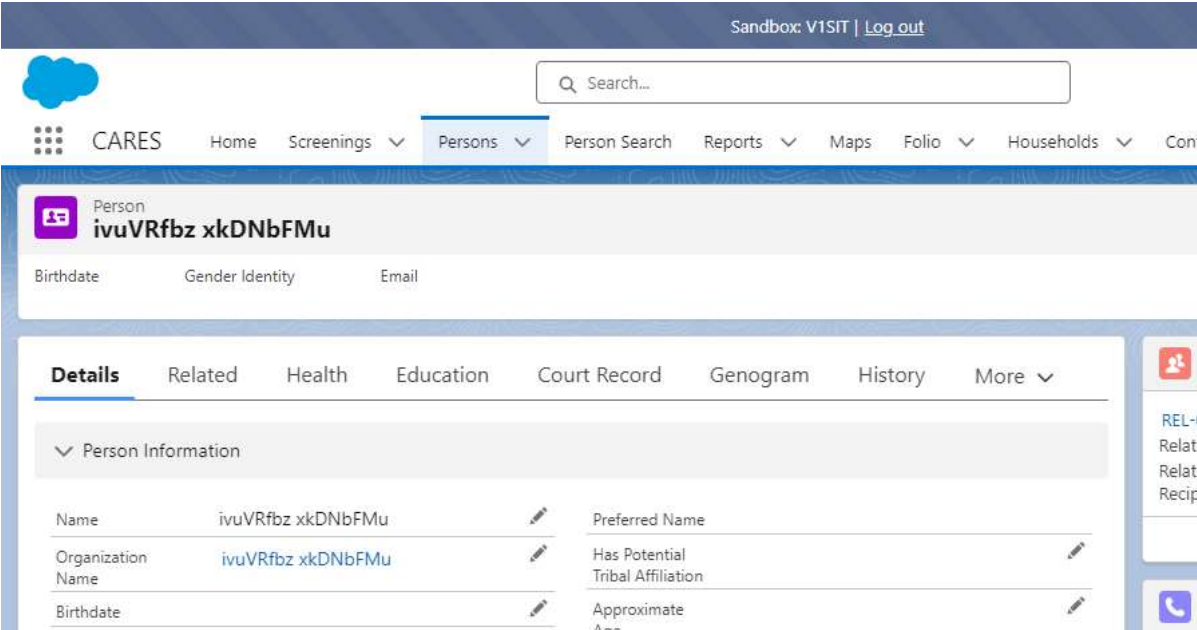 Sandbox: V1SIT | Log out
Search...
CARES Home Screenings Persons Person Search Reports Maps Folio Households
Person
ivuVRfbz xkDNbFMu
Birthdate Gender Identity Email
Details Related Health Education Court Record Genogram History More
Person Information
REL-
Name ivuVRfbz xkDNbFMu Preferred Name
Organization Name ivuVRfbz xkDNbFMu Has Potential Tribal Affiliation
Birthdate Approximate